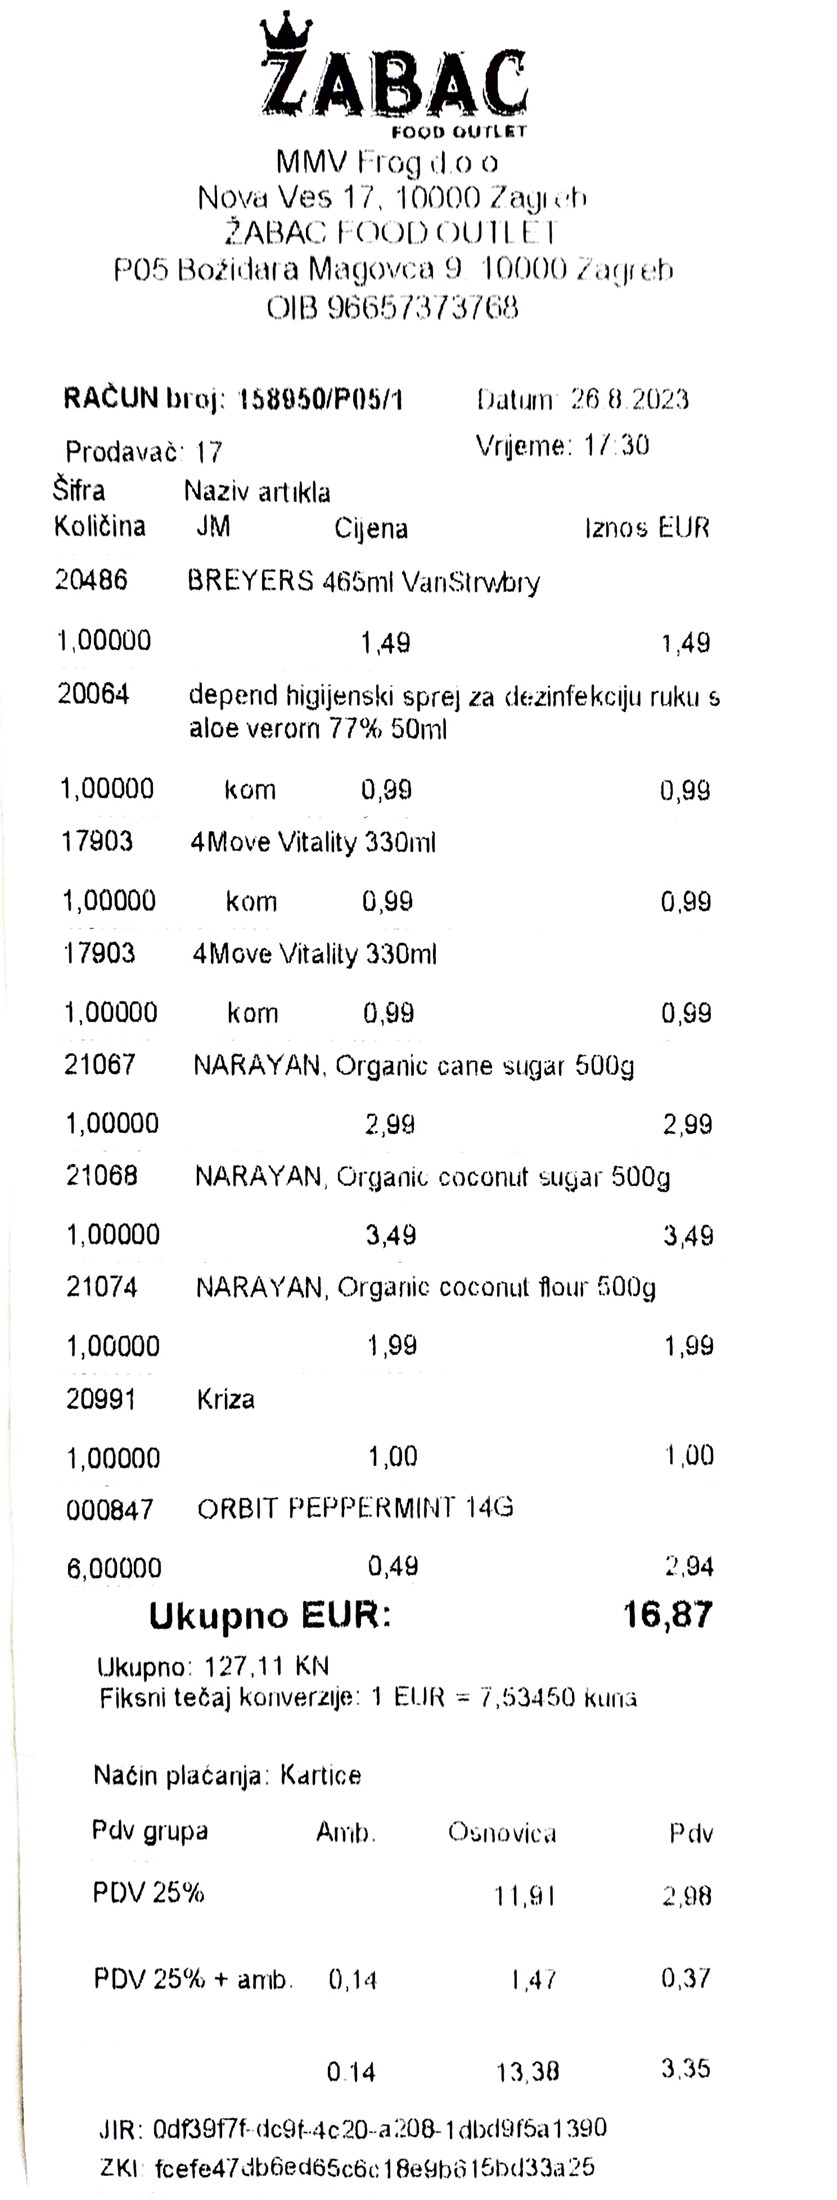 ŽABAC
FOOD OUTLET
MMV Frog d.o o
Nova Ves 17, 10000 Zagreb
ŽABAC FOOD OUTLET
P05 Božidara Magovca 9 10000 Zagreb
OIB 96657373768
RAČUN broj: 158950/P05/1 Datum: 26.8.2023
Prodavač: 17 Vrijeme: 17:30
Šifra Naziv artikla
Količina JM Cijena Iznos EUR
20486 BREYERS 465ml VanStrwbry
1,00000 1,49 1,49
20064 depend higijenski sprej za dezinfekciju ruku s
aloe verom 77% 50ml
1,00000 kom 0,99 0,99
17903 4Move Vitality 330ml
1,00000 kom 0,99 0,99
17903 4Move Vitality 330ml
1,00000 kom 0,99 0,99
21067 NARAYAN, Organic cane sugar 500g
1,00000 2,99 2,99
21068 NARAYAN, Organic coconut sugar 500g
1,00000 3,49 3,49
21074 NARAYAN, Organic coconut flour 500g
1,00000 1,99 1,99
20991 Kriza
1,00000 1,00 1,00
000847 ORBIT PEPPERMINT 14G
6,00000 0,49 2,94
Ukupno EUR: 16,87
Ukupno: 127,11 KN
Fiksni tečaj konverzije: 1 EUR = 7,53450 kuna
Način plaćanja: Kartice
Pdv grupa Amb. Osnovica Pdv
PDV 25% 11,91 2,98
PDV 25% + amb. 0,14 1,47 0,37
0.14 13,38 3,35
JIR: 0df39f7f-dc9f-4c20-a208-1dbd9f5a1390
ZKI: fcefe47db6ed65c6c18e9b615bd33a25